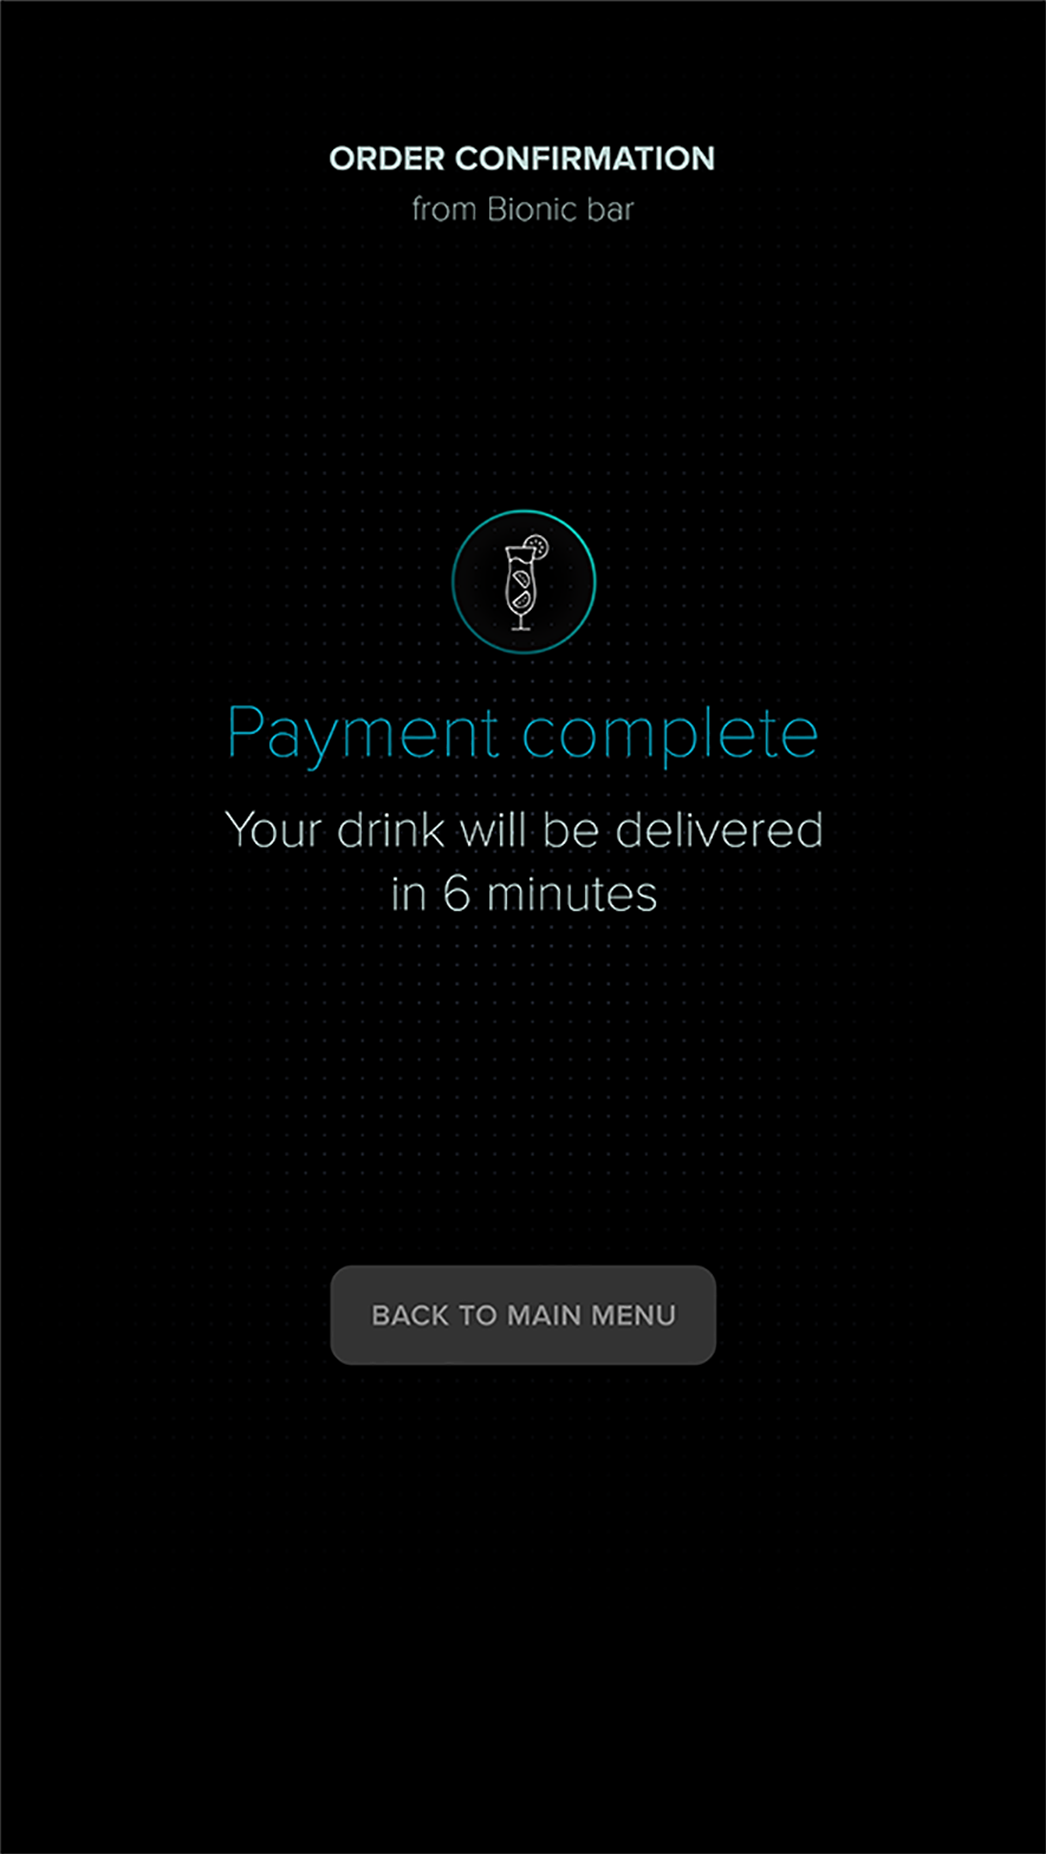 ORDER CONFIRMATION
from Bionic bar
Payment complete
Your drink will be delivered
in 6 minutes
BACK TO MAIN MENU